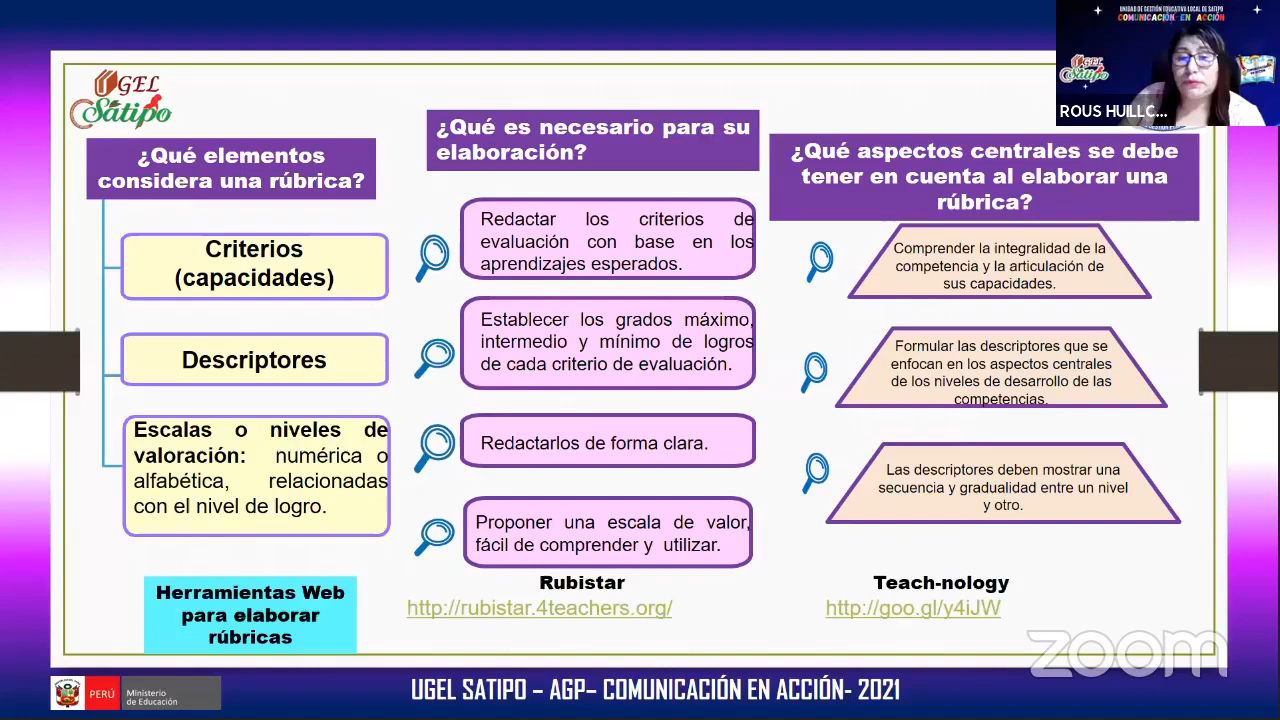 UNIDAD DE GESTIÓN EDUCATIVA LOCAL DE SATIPO
COMUNICACIÓN EN ACCIÓN
UGEL
Satipo
ROUS HUILLC...
UGEL
Satipo
¿Qué elementos
considera una rúbrica?
Criterios
(capacidades)
Descriptores
Escalas o niveles de
valoración: numérica o
alfabética, relacionadas
con el nivel de logro.
¿Qué es necesario para su
elaboración?
Redactar los criterios de
evaluación con base en los
aprendizajes esperados.
Establecer los grados máximo,
intermedio y mínimo de logros
de cada criterio de evaluación.
Redactarlos de forma clara.
Proponer una escala de valor,
fácil de comprender y utilizar.
¿Qué aspectos centrales se debe
tener en cuenta al elaborar una
rúbrica?
Comprender la integralidad de la
competencia y la articulación de
sus capacidades.
Formular las descriptores que se
enfocan en los aspectos centrales
de los niveles de desarrollo de las
competencias.
Las descriptores deben mostrar una
secuencia y gradualidad entre un nivel
y otro.
Herramientas Web
para elaborar
rúbricas
Rubistar
http://rubistar.4teachers.org/
Teach-nology
http://goo.gl/y4iJW
zoom
PERÚ
Ministerio
de Educación
UGEL SATIPO – AGP– COMUNICACIÓN EN ACCIÓN- 2021